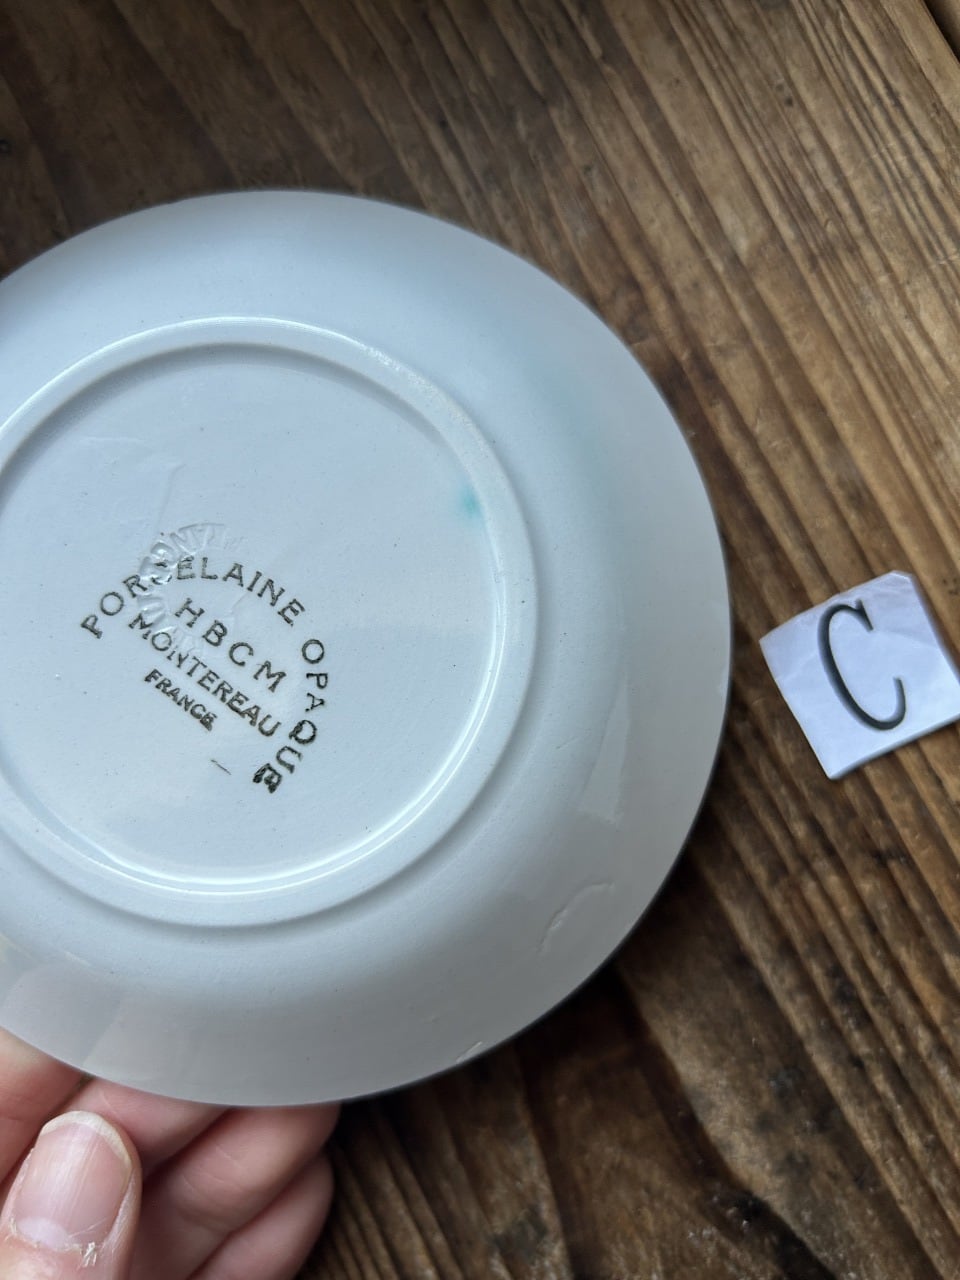 PORCELAINE OPAQUE
HBCM
MONTEREAU
FRANCE
C